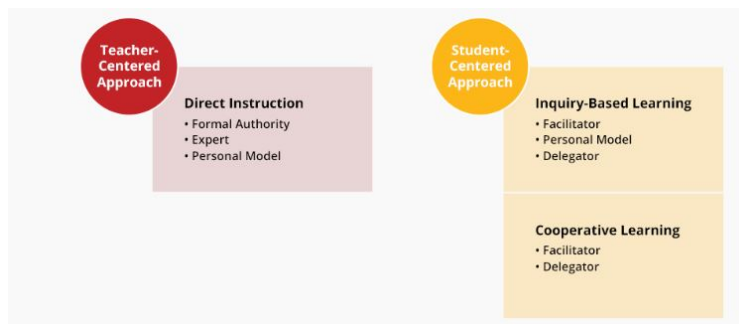 Teacher-
Centered
Approach
Direct Instruction
• Formal Authority
• Expert
• Personal Model
Student-
Centered
Approach
Inquiry-Based Learning
• Facilitator
• Personal Model
• Delegator
Cooperative Learning
• Facilitator
• Delegator